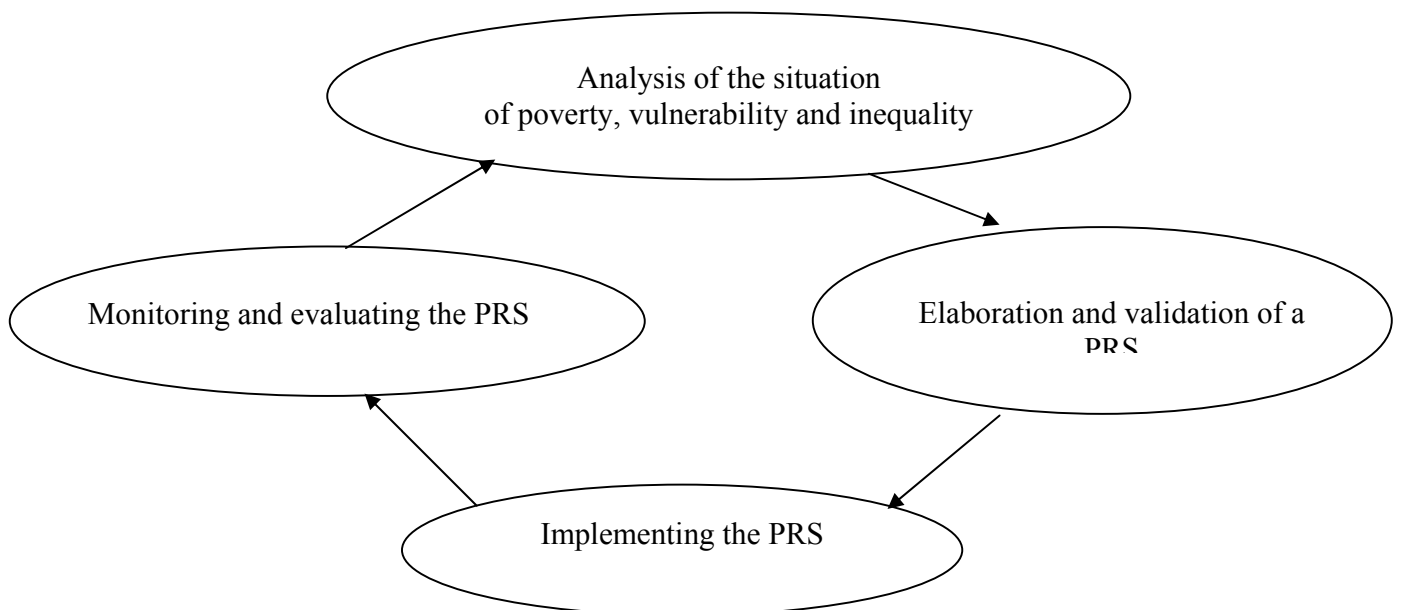 Analysis of the situation
of poverty, vulnerability and inequality
Monitoring and evaluating the PRS
Elaboration and validation of a
PRS
Implementing the PRS